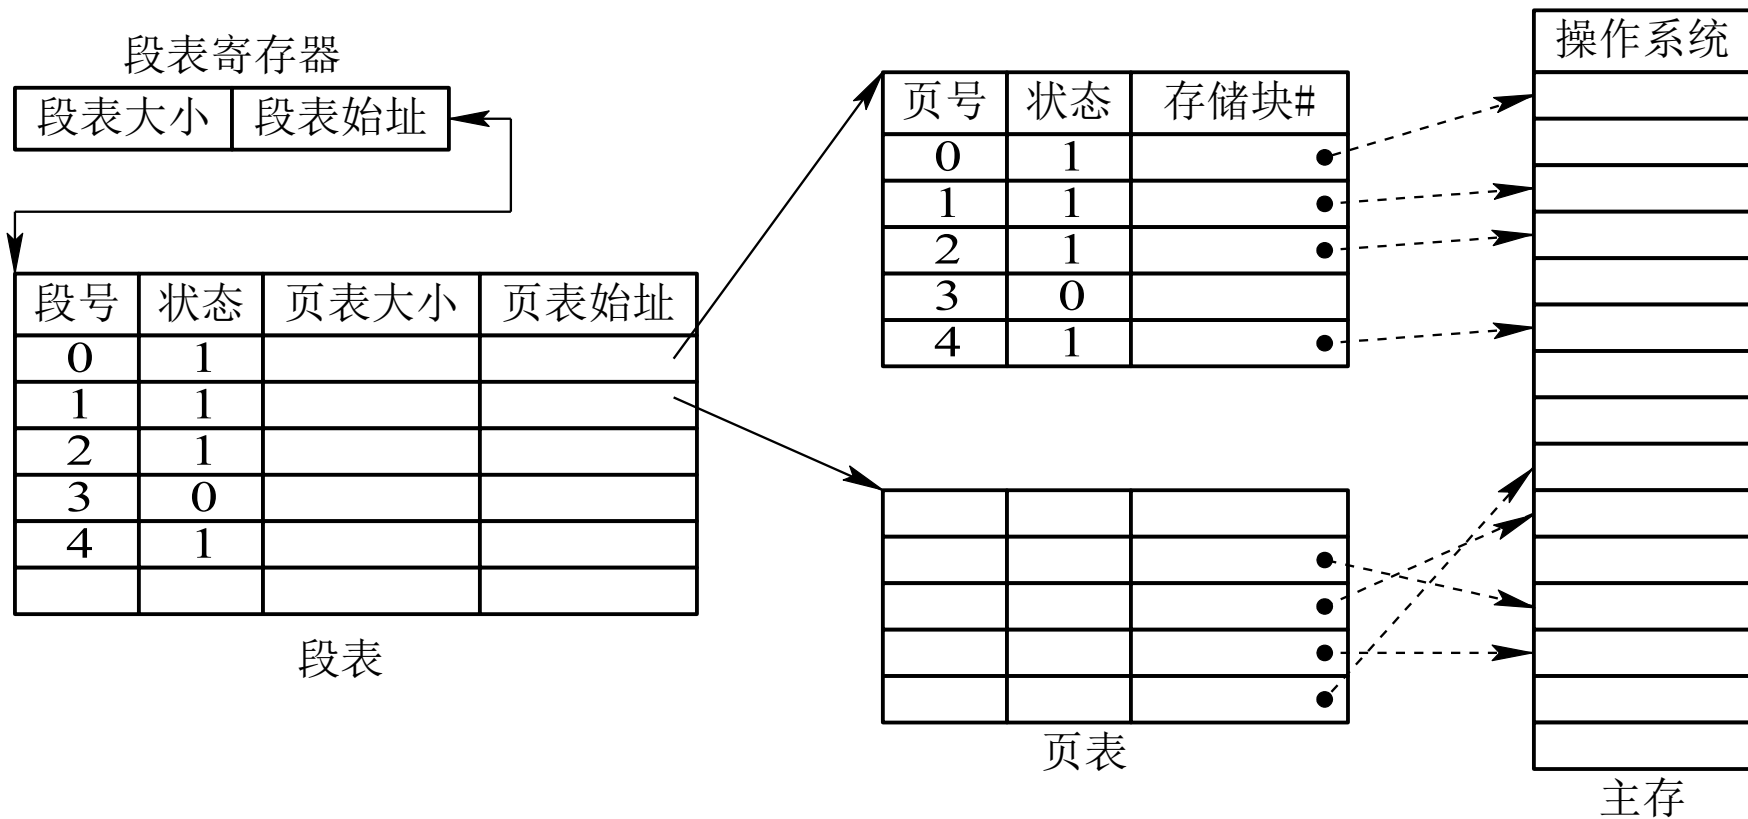 段表寄存器
段表大小 段表始址
段号 状态 页表大小 页表始址
0 1
1 1
2 1
3 0
4 1
段表
页号 状态 存储块#
0 1
1 1
2 1
3 0
4 1
页表
操作系统
主存